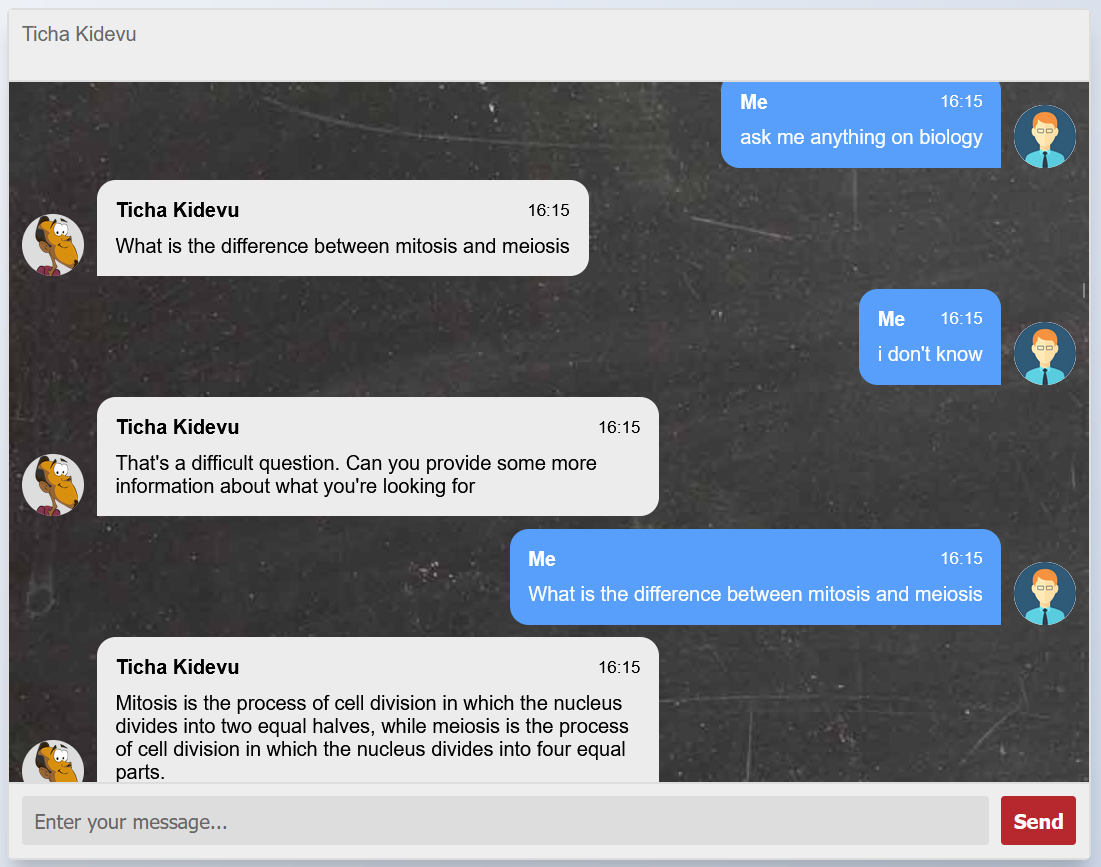 Ticha Kidevu
Me 16:15
ask me anything on biology
Ticha Kidevu 16:15
What is the difference between mitosis and meiosis
Me 16:15
i don't know
Ticha Kidevu 16:15
That's a difficult question. Can you provide some more
information about what you're looking for
Me 16:15
What is the difference between mitosis and meiosis
Ticha Kidevu 16:15
Mitosis is the process of cell division in which the nucleus
divides into two equal halves, while meiosis is the process
of cell division in which the nucleus divides into four equal
parts.
Enter your message...
Send